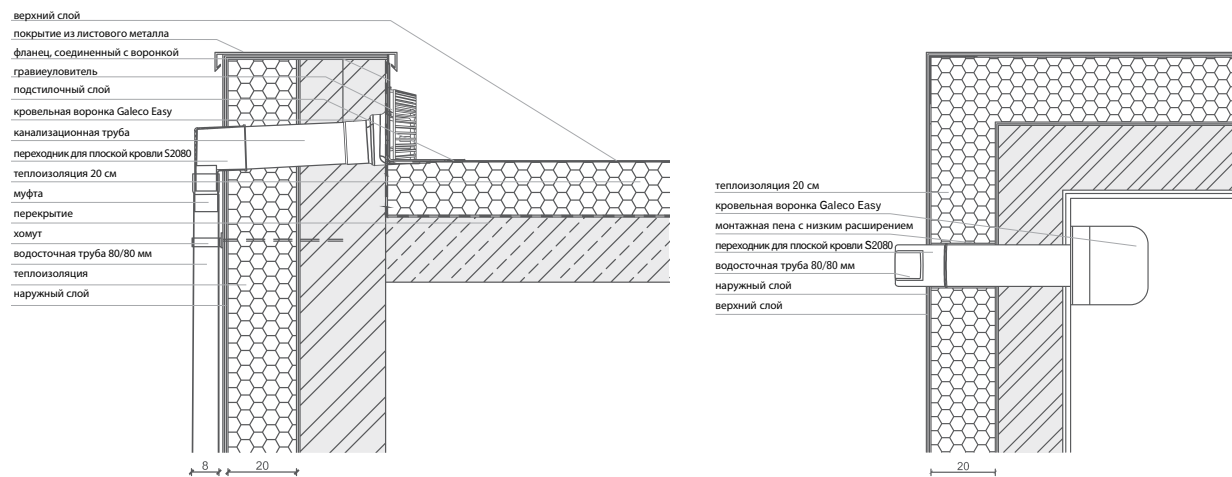 верхний слой
покрытие из листового металла
фланец, соединенный с воронкой
гравиеуловитель
подстилочный слой
кровельная воронка Galeco Easy
канализационная труба
переходник для плоской кровли S2080
теплоизоляция 20 см
муфта
перекрытие
хомут
водосточная труба 80/80 мм
теплоизоляция
наружный слой
8
20
теплоизоляция 20 см
кровельная воронка Galeco Easy
монтажная пена с низким расширением
переходник для плоской кровли S2080
водосточная труба 80/80 мм
наружный слой
верхний слой
20